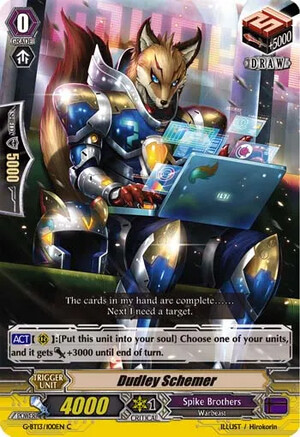 0
GRADE
+5000
DRAW
5000
The cards in my hand are complete……
Next I need a target.
ACT [ ]:[Put this unit into your soul] Choose one of your units,
and it gets +3000 until end of turn.
TRIGGER
UNIT
Dudley Schemer
POWER
4000
1
CRITICAL
Spike Brothers
Warbeast
G-BT13/100EN C
ILLUST / Hirokorin